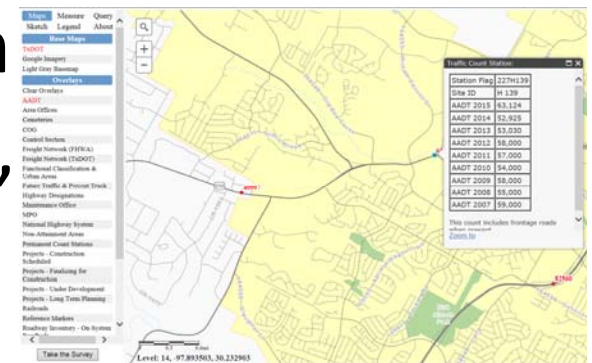 Maps Measure Query
Sketch Legend About
Base Maps
TxDOT
Google Imagery
Light Gray Basemap
Overlays
Clear Overlays
AADT
Area Offices
Cemeteries
COG
Control Section
Freight Network (FHWA)
Freight Network (TxDOT)
Functional Classification &
Urban Areas
Future Traffic & Percent Truck
Highway Designations
Maintenance Office
MPO
National Highway System
Non-Attainment Areas
Permanent Count Stations
Projects - Construction
Scheduled
Projects - Finalizing for
Construction
Projects - Under Development
Projects - Long Term Planning
Railroads
Reference Markers
Roadway Inventory - On System
Take the Survey
+
−
Traffic Count Station:
Station Flag 227H139
Site ID H 139
AADT 2015 63,124
AADT 2014 52,925
AADT 2013 53,030
AADT 2012 58,000
AADT 2011 57,000
AADT 2010 54,000
AADT 2009 58,000
AADT 2008 55,000
AADT 2007 59,000
This count includes frontage roads
Zoom to
82560
Level: 14, -97.893503, 30.232903